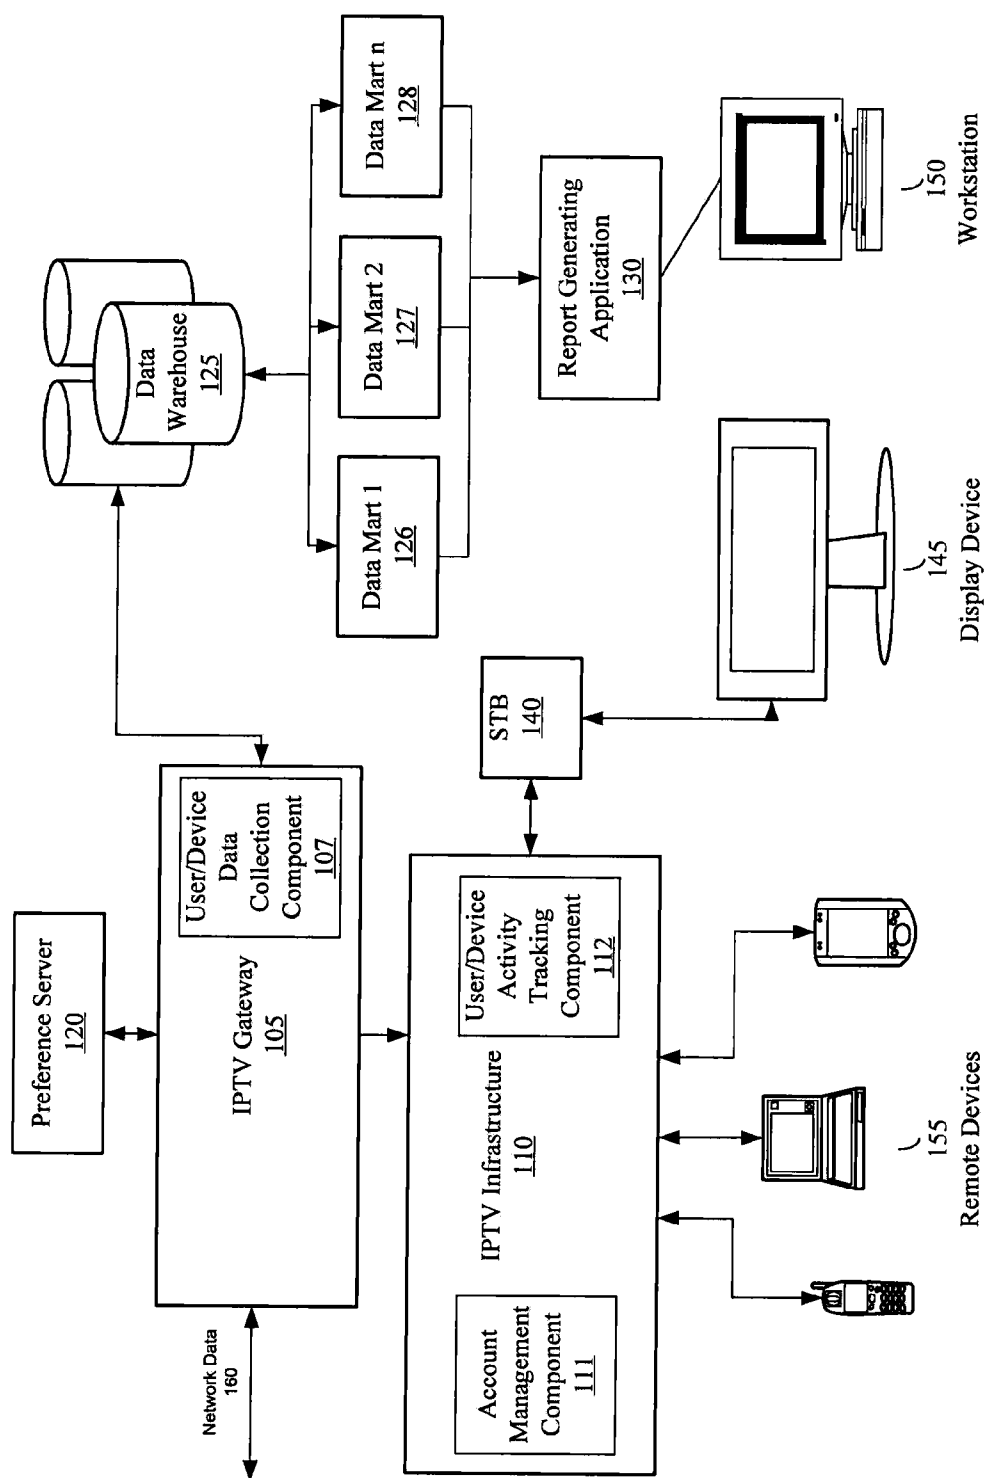 Preference Server
120
Network Data
160
IPTV Gateway
105
User/Device
Data
Collection
Component
107
Data
Warehouse
125
Data Mart 1
126
Data Mart 2
127
Data Mart n
128
Account
Management
Component
111
IPTV Infrastructure
110
User/Device
Activity
Tracking
Component
112
STB
140
Report Generating
Application
130
155
Remote Devices
145
Display Device
150
Workstation